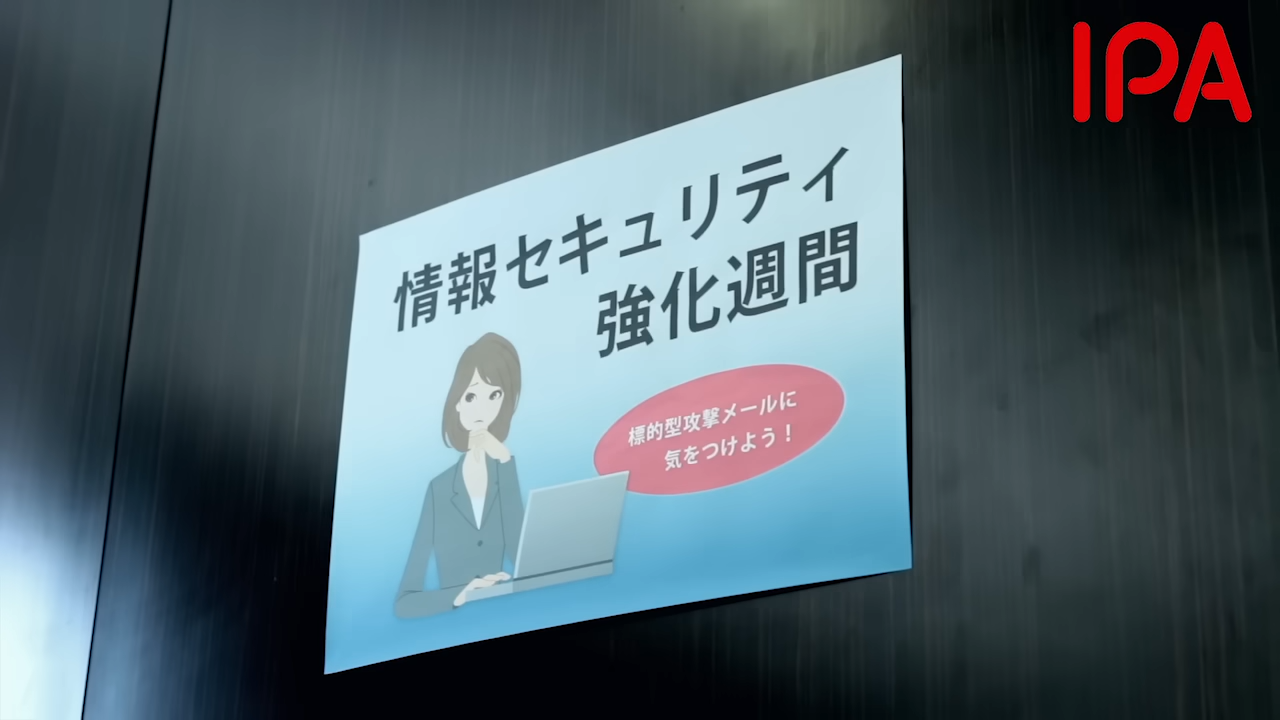 IPA
情報セキュリティ
強化週間
標的型攻撃メールに
気をつけよう！